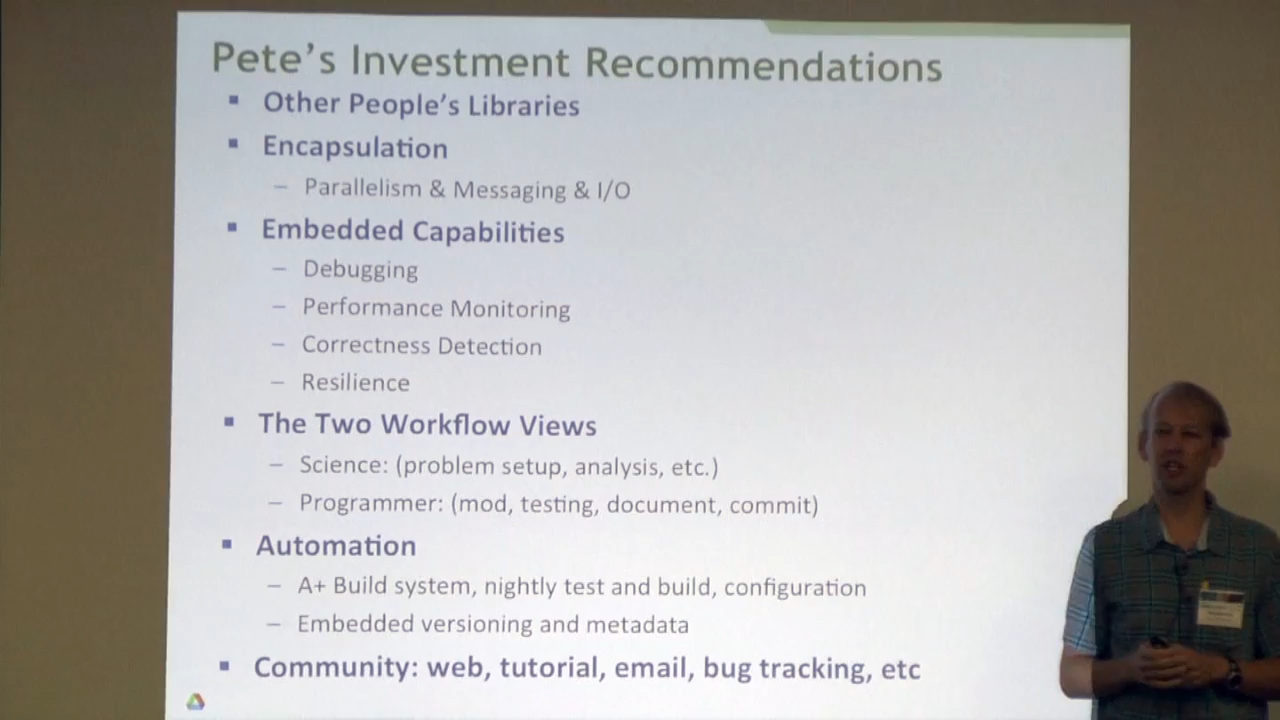 Pete's Investment Recommendations
▪ Other People's Libraries
▪ Encapsulation
– Parallelism & Messaging & I/O
▪ Embedded Capabilities
– Debugging
– Performance Monitoring
– Correctness Detection
– Resilience
▪ The Two Workflow Views
– Science: (problem setup, analysis, etc.)
– Programmer: (mod, testing, document, commit)
▪ Automation
– A+ Build system, nightly test and build, configuration
– Embedded versioning and metadata
▪ Community: web, tutorial, email, bug tracking, etc